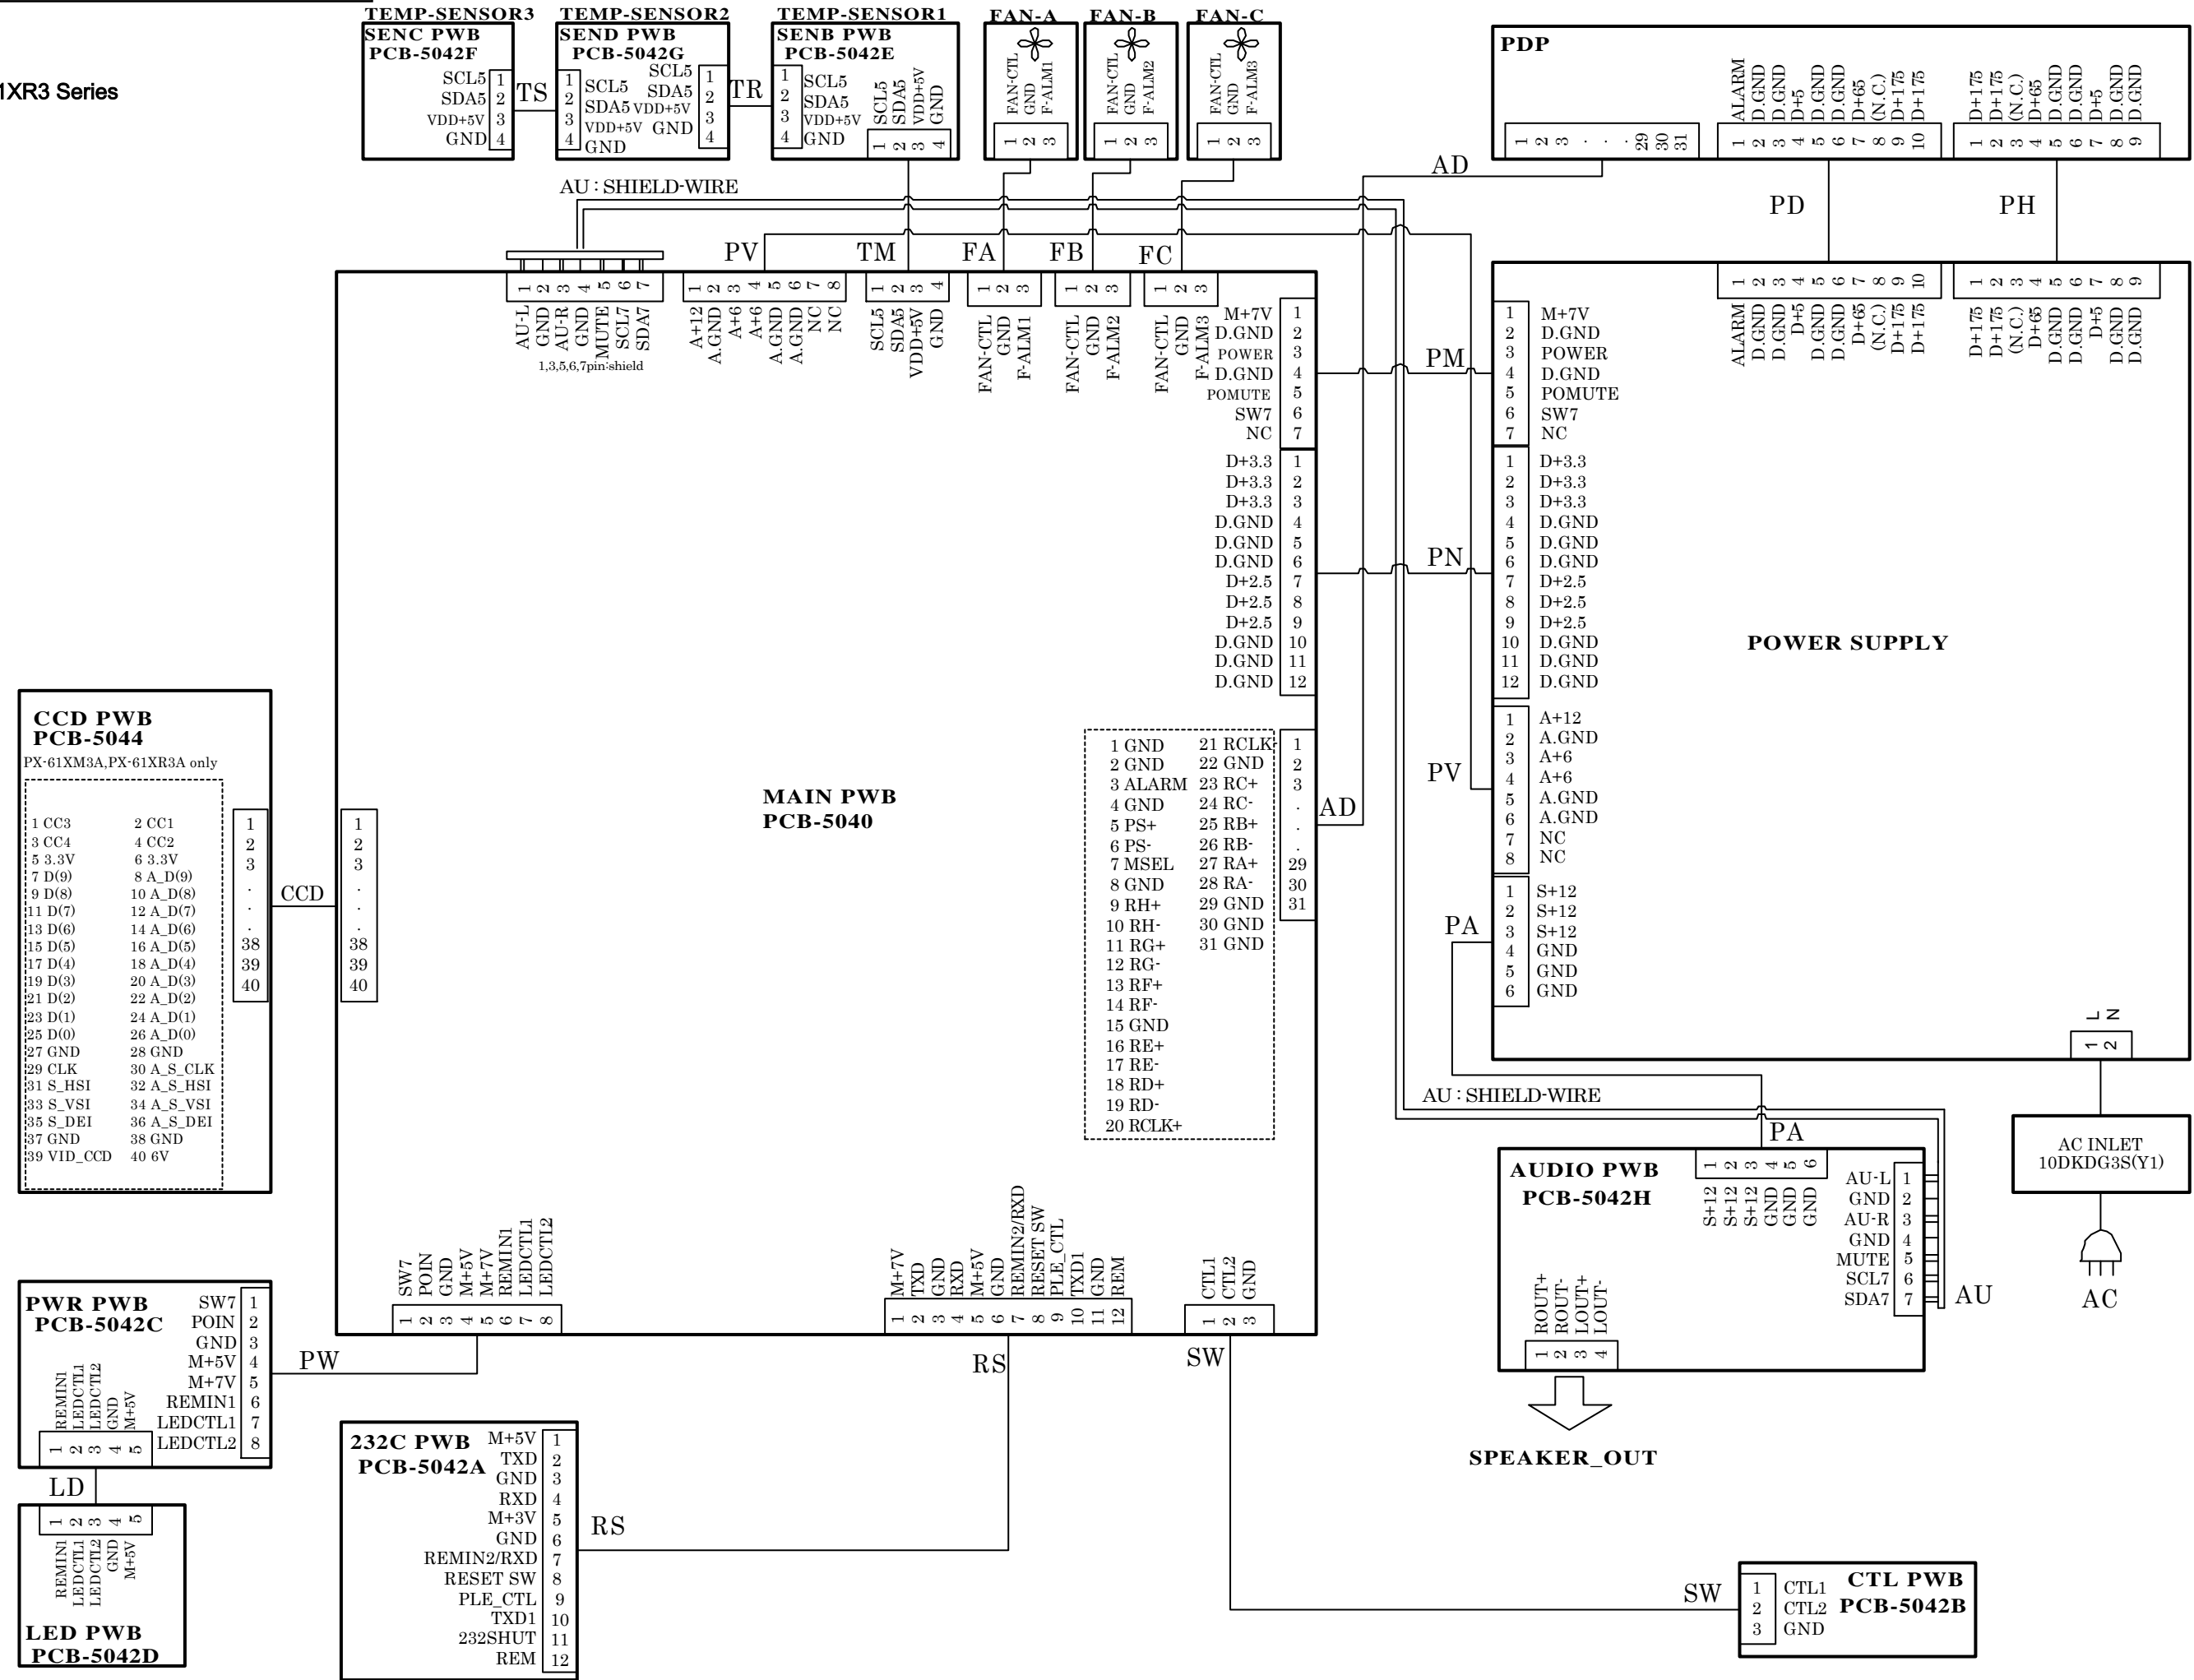 1XR3 Series
TEMP-SENSOR3
SENC PWB
PCB-5042F
SCL5 1
SDA5 2
VDD+5V 3
GND 4
TS
TEMP-SENSOR2
SEND PWB
PCB-5042G
1 SCL5
2 SDA5
3 VDD+5V
4 GND
SCL5 1
SDA5 2
VDD+5V 3
GND 4
TR
TEMP-SENSOR1
SENB PWB
PCB-5042E
1 SCL5
2 SDA5
3 VDD+5V
4 GND
SCL5 SDA5 VDD+5V GND
1 2 3 4
FAN-A
FAN-CTL GND F-ALM1
1 2 3
FAN-B
FAN-CTL GND F-ALM2
1 2 3
FAN-C
FAN-CTL GND F-ALM3
1 2 3
PDP
1 2 3 . . . 29 30 31
ALARM D.GND D.GND D+5 D.GND D.GND D+65 (N.C.) D+175 D+175
1 2 3 4 5 6 7 8 9 10
D+175 D+175 (N.C.) D+65 D.GND D.GND D+5 D.GND D.GND
1 2 3 4 5 6 7 8 9
AD
PD
PH
AU : SHIELD-WIRE
PV
TM
FA
FB
FC
1 2 3 4 5 6 7
AU-L GND AU-R GND MUTE SCL7 SDA7
1,3,5,6,7pin:shield
1 2 3 4 5 6 7 8
A+12 A.GND A+6 A+6 A.GND A.GND NC NC
1 2 3 4
SCL5 SDA5 VDD+5V GND
1 2 3
FAN-CTL GND F-ALM1
1 2 3
FAN-CTL GND F-ALM2
1 2 3
FAN-CTL GND F-ALM3
M+7V 1
D.GND 2
POWER 3
D.GND 4
POMUTE 5
SW7 6
NC 7
D+3.3 1
D+3.3 2
D+3.3 3
D.GND 4
D.GND 5
D.GND 6
D+2.5 7
D+2.5 8
D+2.5 9
D.GND 10
D.GND 11
D.GND 12
PM
PN
PV
PA
1 2 3 4 5 6 7 8 9 10
ALARM D.GND D.GND D+5 D.GND D.GND D+65 (N.C.) D+175 D+175
1 2 3 4 5 6 7 8 9
D+175 D+175 (N.C.) D+65 D.GND D.GND D+5 D.GND D.GND
1 M+7V
2 D.GND
3 POWER
4 D.GND
5 POMUTE
6 SW7
7 NC
1 D+3.3
2 D+3.3
3 D+3.3
4 D.GND
5 D.GND
6 D.GND
7 D+2.5
8 D+2.5
9 D+2.5
10 D.GND
11 D.GND
12 D.GND
POWER SUPPLY
1 A+12
2 A.GND
3 A+6
4 A+6
5 A.GND
6 A.GND
7 NC
8 NC
1 S+12
2 S+12
3 S+12
4 GND
5 GND
6 GND
L N
1 2
CCD PWB
PCB-5044
PX-61XM3A,PX-61XR3A only
1 CC3 2 CC1
3 CC4 4 CC2
5 3.3V 6 3.3V
7 D(9) 8 A_D(9)
9 D(8) 10 A_D(8)
11 D(7) 12 A_D(7)
13 D(6) 14 A_D(6)
15 D(5) 16 A_D(5)
17 D(4) 18 A_D(4)
19 D(3) 20 A_D(3)
21 D(2) 22 A_D(2)
23 D(1) 24 A_D(1)
25 D(0) 26 A_D(0)
27 GND 28 GND
29 CLK 30 A_S_CLK
31 S_HSI 32 A_S_HSI
33 S_VSI 34 A_S_VSI
35 S_DEI 36 A_S_DEI
37 GND 38 GND
39 VID_CCD 40 6V
1
2
3
.
.
.
38
39
40
CCD
1
2
3
.
.
.
38
39
40
MAIN PWB
PCB-5040
1 GND 21 RCLK-
2 GND 22 GND
3 ALARM 23 RC+
4 GND 24 RC-
5 PS+ 25 RB+
6 PS- 26 RB-
7 MSEL 27 RA+
8 GND 28 RA-
9 RH+ 29 GND
10 RH- 30 GND
11 RG+ 31 GND
12 RG-
13 RF+
14 RF-
15 GND
16 RE+
17 RE-
18 RD+
19 RD-
20 RCLK+
1
2
3
.
.
.
29
30
31
AD
AU : SHIELD-WIRE
PA
AUDIO PWB
PCB-5042H
1 2 3 4 5 6
S+12 S+12 S+12 GND GND GND
AU-L 1
GND 2
AU-R 3
GND 4
MUTE 5
SCL7 6
SDA7 7
AU
ROUT+ ROUT- LOUT+ LOUT-
1 2 3 4
SPEAKER_OUT
AC INLET
10DKDG3S(Y1)
AC
SW7 POIN GND M+5V M+7V REMIN1 LEDCTL1 LEDCTL2
1 2 3 4 5 6 7 8
M+7V TXD GND RXD M+5V GND REMIN2/RXD RESET SW PLE_CTL TXD1 GND REM
1 2 3 4 5 6 7 8 9 10 11 12
CTL1 CTL2 GND
1 2 3
PWR PWB
PCB-5042C
SW7 1
POIN 2
GND 3
M+5V 4
M+7V 5
REMIN1 6
LEDCTL1 7
LEDCTL2 8
REMIN1 LEDCTL1 LEDCTL2 GND M+5V
1 2 3 4 5
PW
RS
SW
LD
1 2 3 4 5
REMIN1 LEDCTL1 LEDCTL2 GND M+5V
LED PWB
PCB-5042D
232C PWB
PCB-5042A
M+5V 1
TXD 2
GND 3
RXD 4
M+3V 5
GND 6
REMIN2/RXD 7
RESET SW 8
PLE_CTL 9
TXD1 10
232SHUT 11
REM 12
RS
SW
1 CTL1
2 CTL2
3 GND
CTL PWB
PCB-5042B